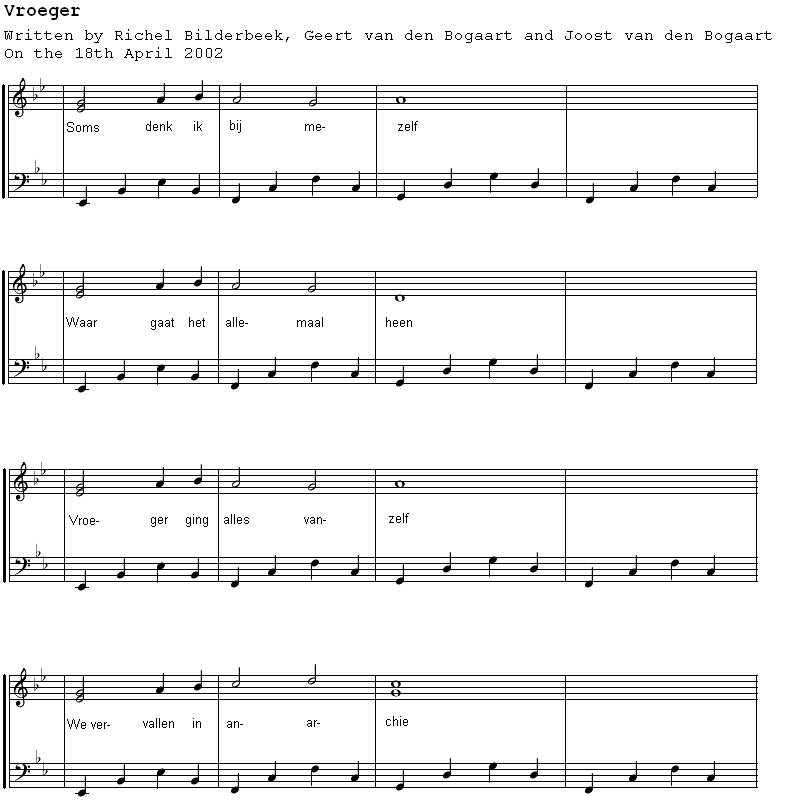 Vroeger
Written by Richel Bilderbeek, Geert van den Bogaart and Joost van den Bogaart
On the 18th April 2002
Soms denk ik bij me- zelf
Waar gaat het alle- maal heen
Vroe- ger ging alles van- zelf
We ver- vallen in an- ar- chie